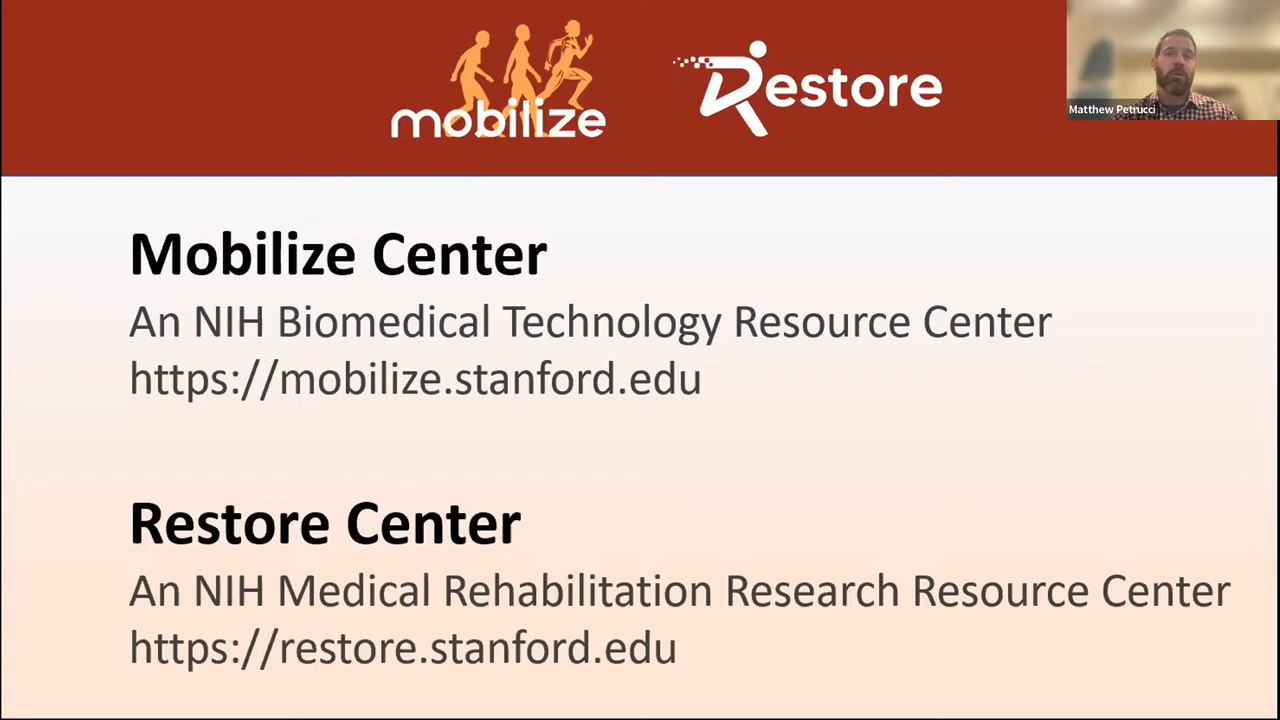 mobilize
Restore
Matthew Petrucci
Mobilize Center
An NIH Biomedical Technology Resource Center
https://mobilize.stanford.edu
Restore Center
An NIH Medical Rehabilitation Research Resource Center
https://restore.stanford.edu